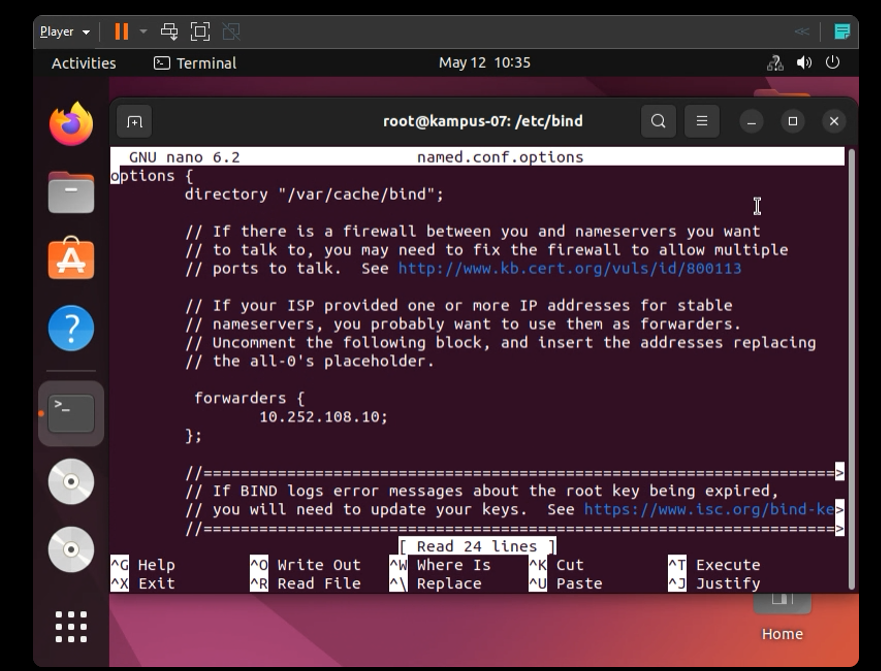 Player
Activities
Terminal
May 12 10:35
root@kampus-07: /etc/bind
GNU nano 6.2 named.conf.options
options {
directory "/var/cache/bind";
// If there is a firewall between you and nameservers you want
// to talk to, you may need to fix the firewall to allow multiple
// ports to talk.  See http://www.kb.cert.org/vuls/id/800113
// If your ISP provided one or more IP addresses for stable
// nameservers, you probably want to use them as forwarders.
// Uncomment the following block, and insert the addresses replacing
// the all-0's placeholder.
forwarders {
10.252.108.10;
};
//====================================================================>
// If BIND logs error messages about the root key being expired,
// you will need to update your keys.  See https://www.isc.org/bind-ke>
//====================================================================>
[ Read 24 lines ]
^G Help ^O Write Out ^W Where Is ^K Cut ^T Execute
^X Exit ^R Read File ^\ Replace ^U Paste ^J Justify
Home